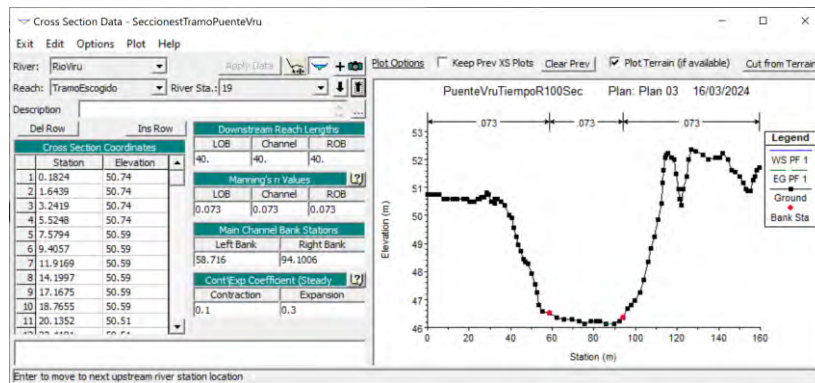 Cross Section Data - SeccionestTramoPuenteVru
Exit Edit Options Plot Help
River: RioViru Apply Data
Reach: TramoEscogido River Sta.: 19
Description ...
Del Row Ins Row
Cross Section Coordinates
Station Elevation
1 0.1824 50.74
2 1.6439 50.74
3 3.2419 50.74
4 5.5248 50.74
5 7.5794 50.59
6 9.4057 50.59
7 11.9169 50.59
8 14.1997 50.59
9 17.1675 50.59
10 18.7655 50.59
11 20.1352 50.51
Downstream Reach Lengths
LOB Channel ROB
40. 40. 40.
Manning's n Values
LOB Channel ROB
0.073 0.073 0.073
Main Channel Bank Stations
Left Bank Right Bank
58.716 94.1006
Cont\Exp Coefficient (Steady
Contraction Expansion
0.1 0.3
Enter to move to next upstream river station location
Plot Options Keep Prev XS Plots Clear Prev Plot Terrain (if available) Cut from Terrain
PuenteVruTiempoR100Sec Plan: Plan 03 16/03/2024
.073 .073 .073
Elevation (m)
53
52
51
50
49
48
47
46
0 20 40 60 80 100 120 140 160
Station (m)
Legend
WS PF 1
EG PF 1
Ground
Bank Sta